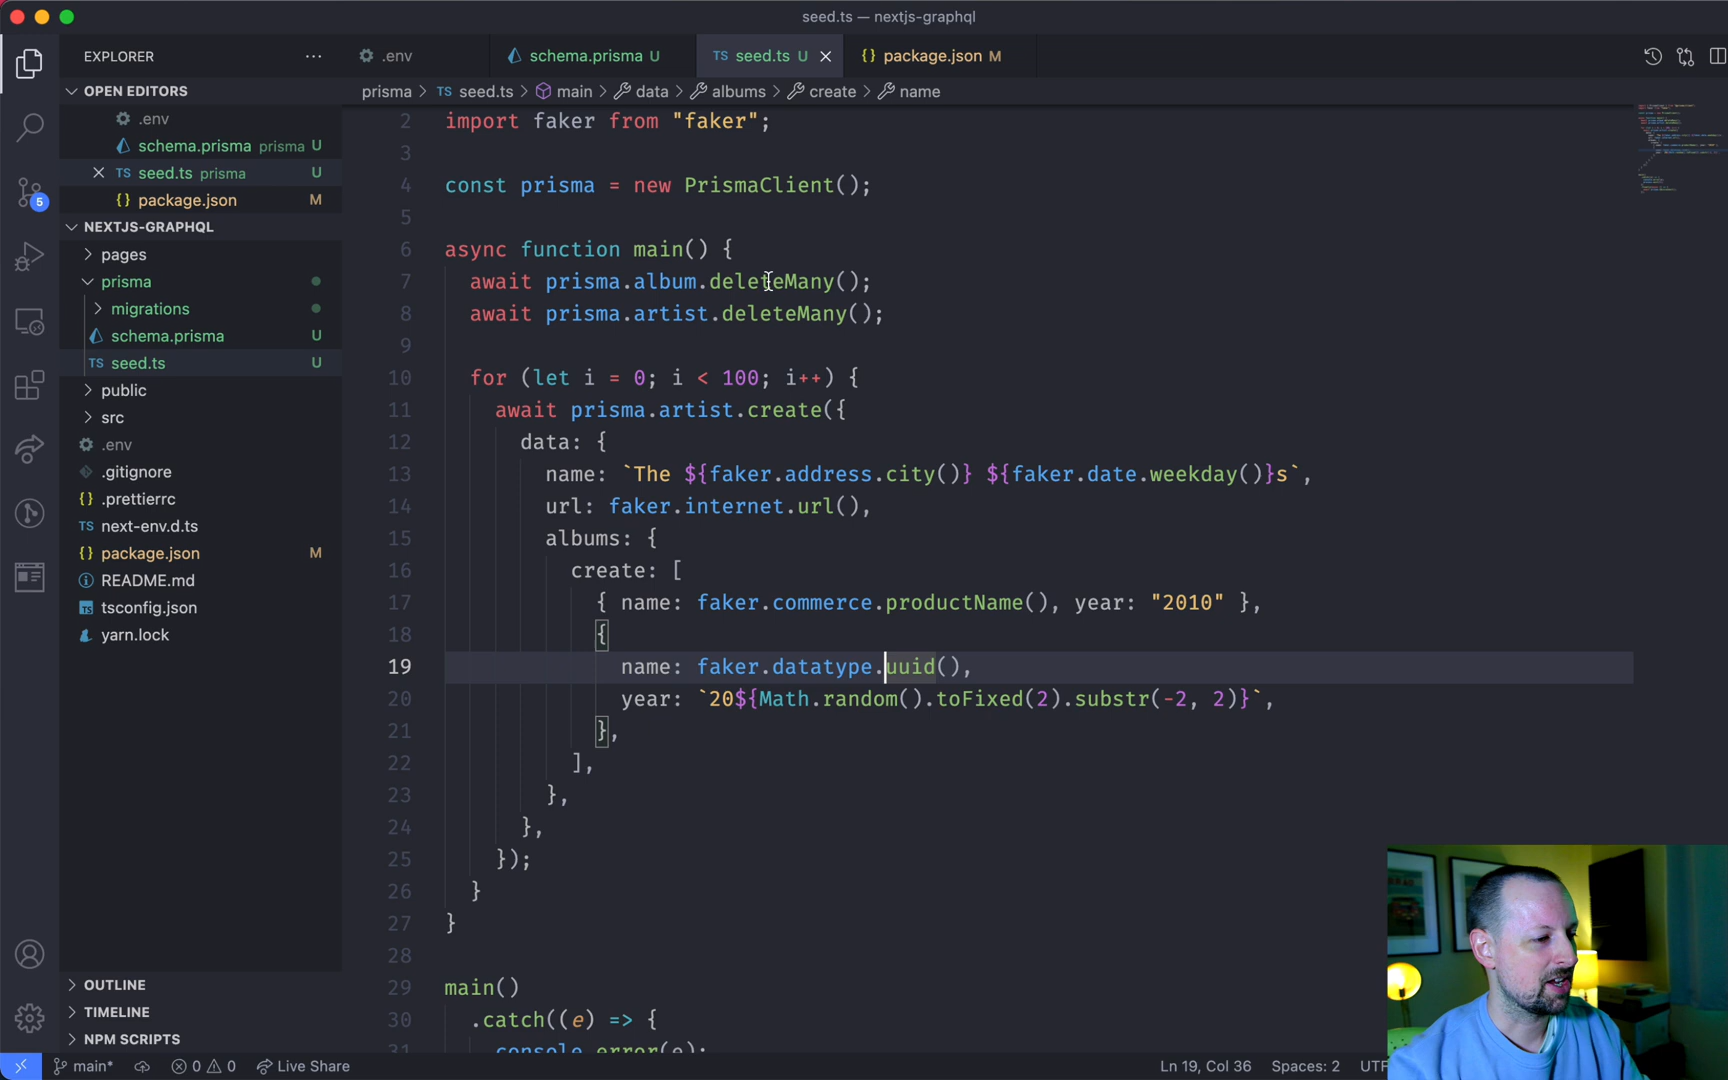 seed.ts — nextjs-graphql
EXPLORER
.env
schema.prisma U
TS seed.ts U
{} package.json M
OPEN EDITORS
prisma > TS seed.ts > main > data > albums > create > name
.env
schema.prisma prisma U
TS seed.ts prisma U
{} package.json M
NEXTJS-GRAPHQL
pages
prisma
migrations
schema.prisma U
TS seed.ts U
public
src
.env
.gitignore
{} .prettierrc
TS next-env.d.ts
{} package.json M
README.md
TS tsconfig.json
yarn.lock
5
OUTLINE
TIMELINE
NPM SCRIPTS
2 import faker from "faker";
3
4 const prisma = new PrismaClient();
5
6 async function main() {
7 await prisma.album.deleteMany();
8 await prisma.artist.deleteMany();
9
10 for (let i = 0; i < 100; i++) {
11 await prisma.artist.create({
12 data: {
13 name: `The ${faker.address.city()} ${faker.date.weekday()}s`,
14 url: faker.internet.url(),
15 albums: {
16 create: [
17 { name: faker.commerce.productName(), year: "2010" },
18 {
19 name: faker.datatype.uuid(),
20 year: `20${Math.random().toFixed(2).substr(-2, 2)}`,
21 },
22 ],
23 },
24 },
25 });
26 }
27 }
28
29 main()
30 .catch((e) => {
31 console.error(e);
main* 0 0 Live Share
Ln 19, Col 36 Spaces: 2 UTF